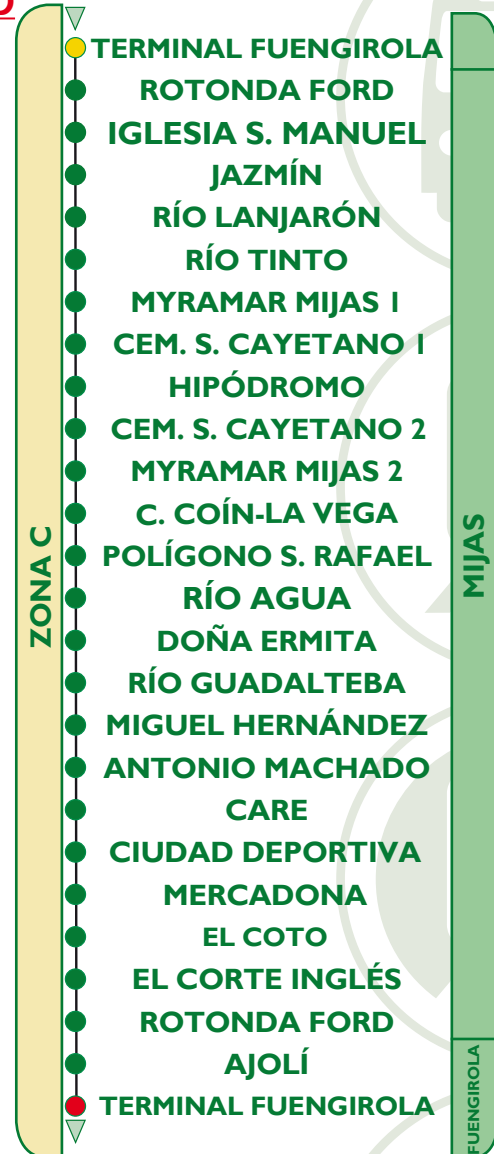 TERMINAL FUENGIROLA
ROTONDA FORD
IGLESIA S. MANUEL
JAZMÍN
RÍO LANJARÓN
RÍO TINTO
MYRAMAR MIJAS 1
CEM. S. CAYETANO 1
HIPÓDROMO
CEM. S. CAYETANO 2
MYRAMAR MIJAS 2
C. COÍN-LA VEGA
POLÍGONO S. RAFAEL
RÍO AGUA
DOÑA ERMITA
RÍO GUADALTEBA
MIGUEL HERNÁNDEZ
ANTONIO MACHADO
CARE
CIUDAD DEPORTIVA
MERCADONA
EL COTO
EL CORTE INGLÉS
ROTONDA FORD
AJOLÍ
TERMINAL FUENGIROLA
ZONA C
MIJAS
FUENGIROLA